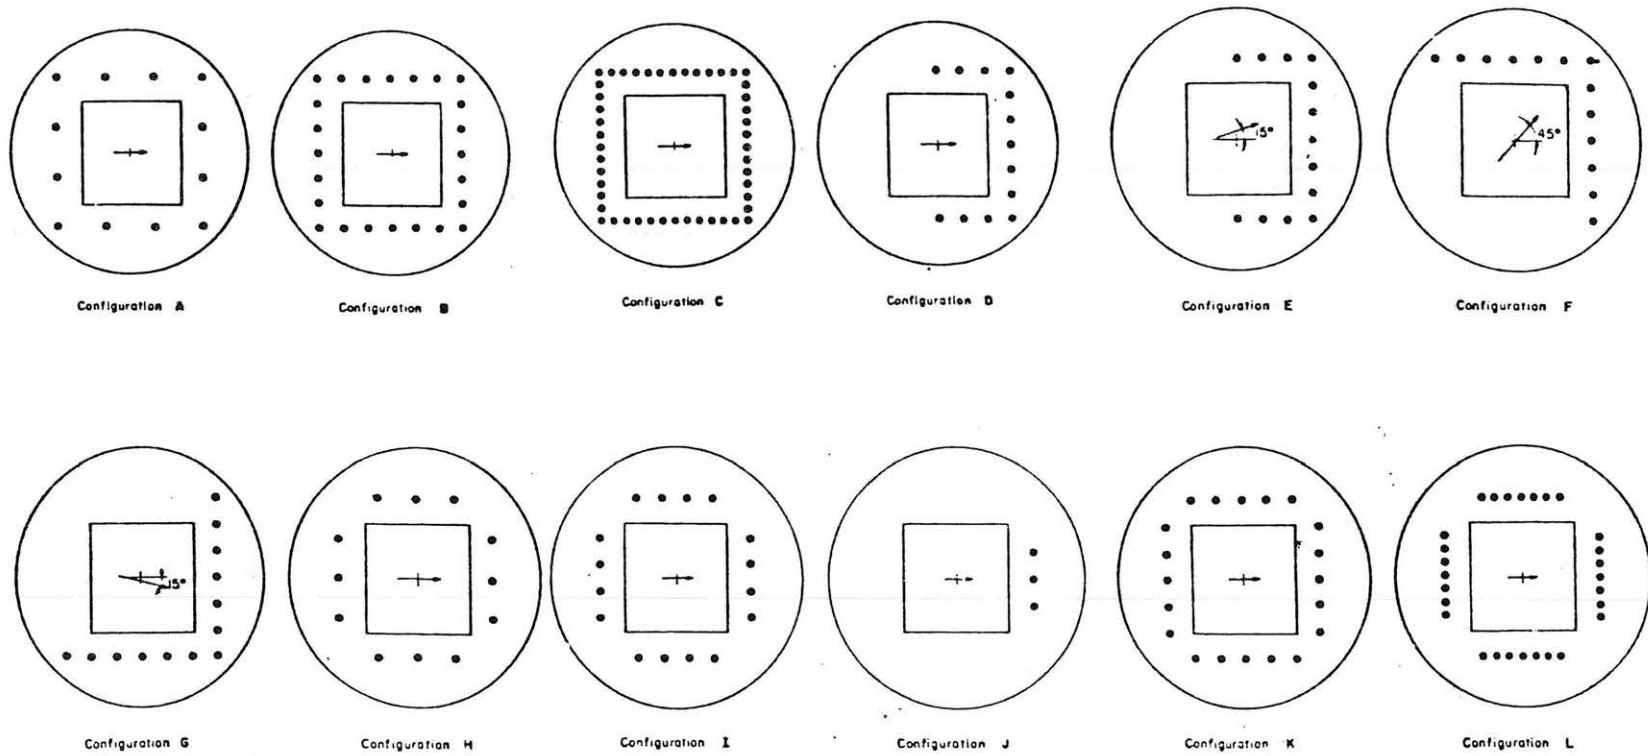 15°
45°
Configuration A
Configuration B
Configuration C
Configuration D
Configuration E
Configuration F
15°
Configuration G
Configuration H
Configuration I
Configuration J
Configuration K
Configuration L